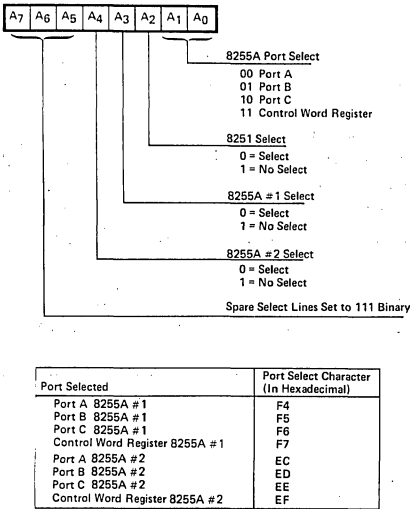 A7 A6 A5 A4 A3 A2 A1 A0
8255A Port Select
00 Port A
01 Port B
10 Port C
11 Control Word Register
8251 Select
0 = Select
1 = No Select
8255A #1 Select
0 = Select
1 = No Select
8255A #2 Select
0 = Select
1 = No Select
Spare Select Lines Set to 111 Binary
Port Selected
Port Select Character
(In Hexadecimal)
Port A 8255A #1 F4
Port B 8255A #1 F5
Port C 8255A #1 F6
Control Word Register 8255A #1 F7
Port A 8255A #2 EC
Port B 8255A #2 ED
Port C 8255A #2 EE
Control Word Register 8255A #2 EF